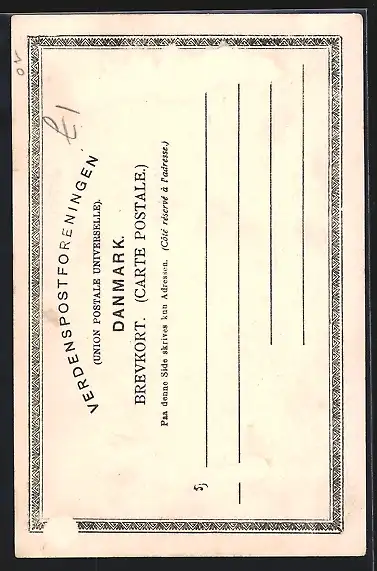 VERDENSPOSTFORENINGEN
(UNION POSTALE UNIVERSELLE).
DANMARK.
BREVKORT. (CARTE POSTALE.)
Paa denne Side skrives kun Adressen. (Côté réservé à l'adresse.)